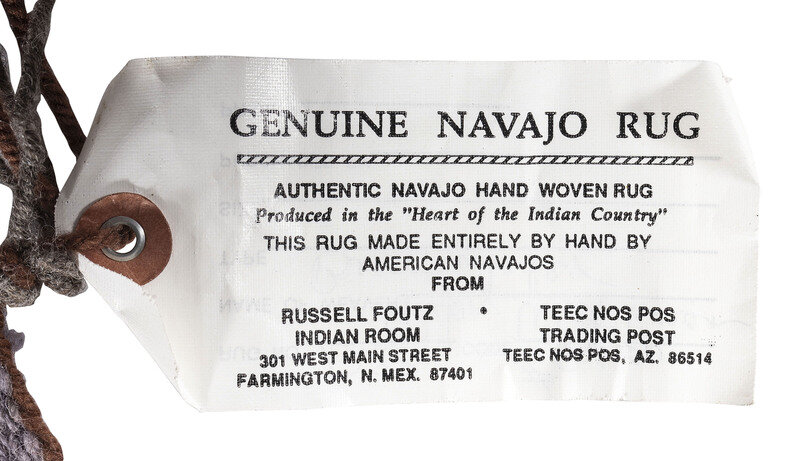 GENUINE NAVAJO RUG
AUTHENTIC NAVAJO HAND WOVEN RUG
Produced in the "Heart of the Indian Country"
THIS RUG MADE ENTIRELY BY HAND BY
AMERICAN NAVAJOS
FROM
RUSSELL FOUTZ • TEEC NOS POS
INDIAN ROOM TRADING POST
301 WEST MAIN STREET TEEC NOS POS, AZ. 86514
FARMINGTON, N. MEX. 87401